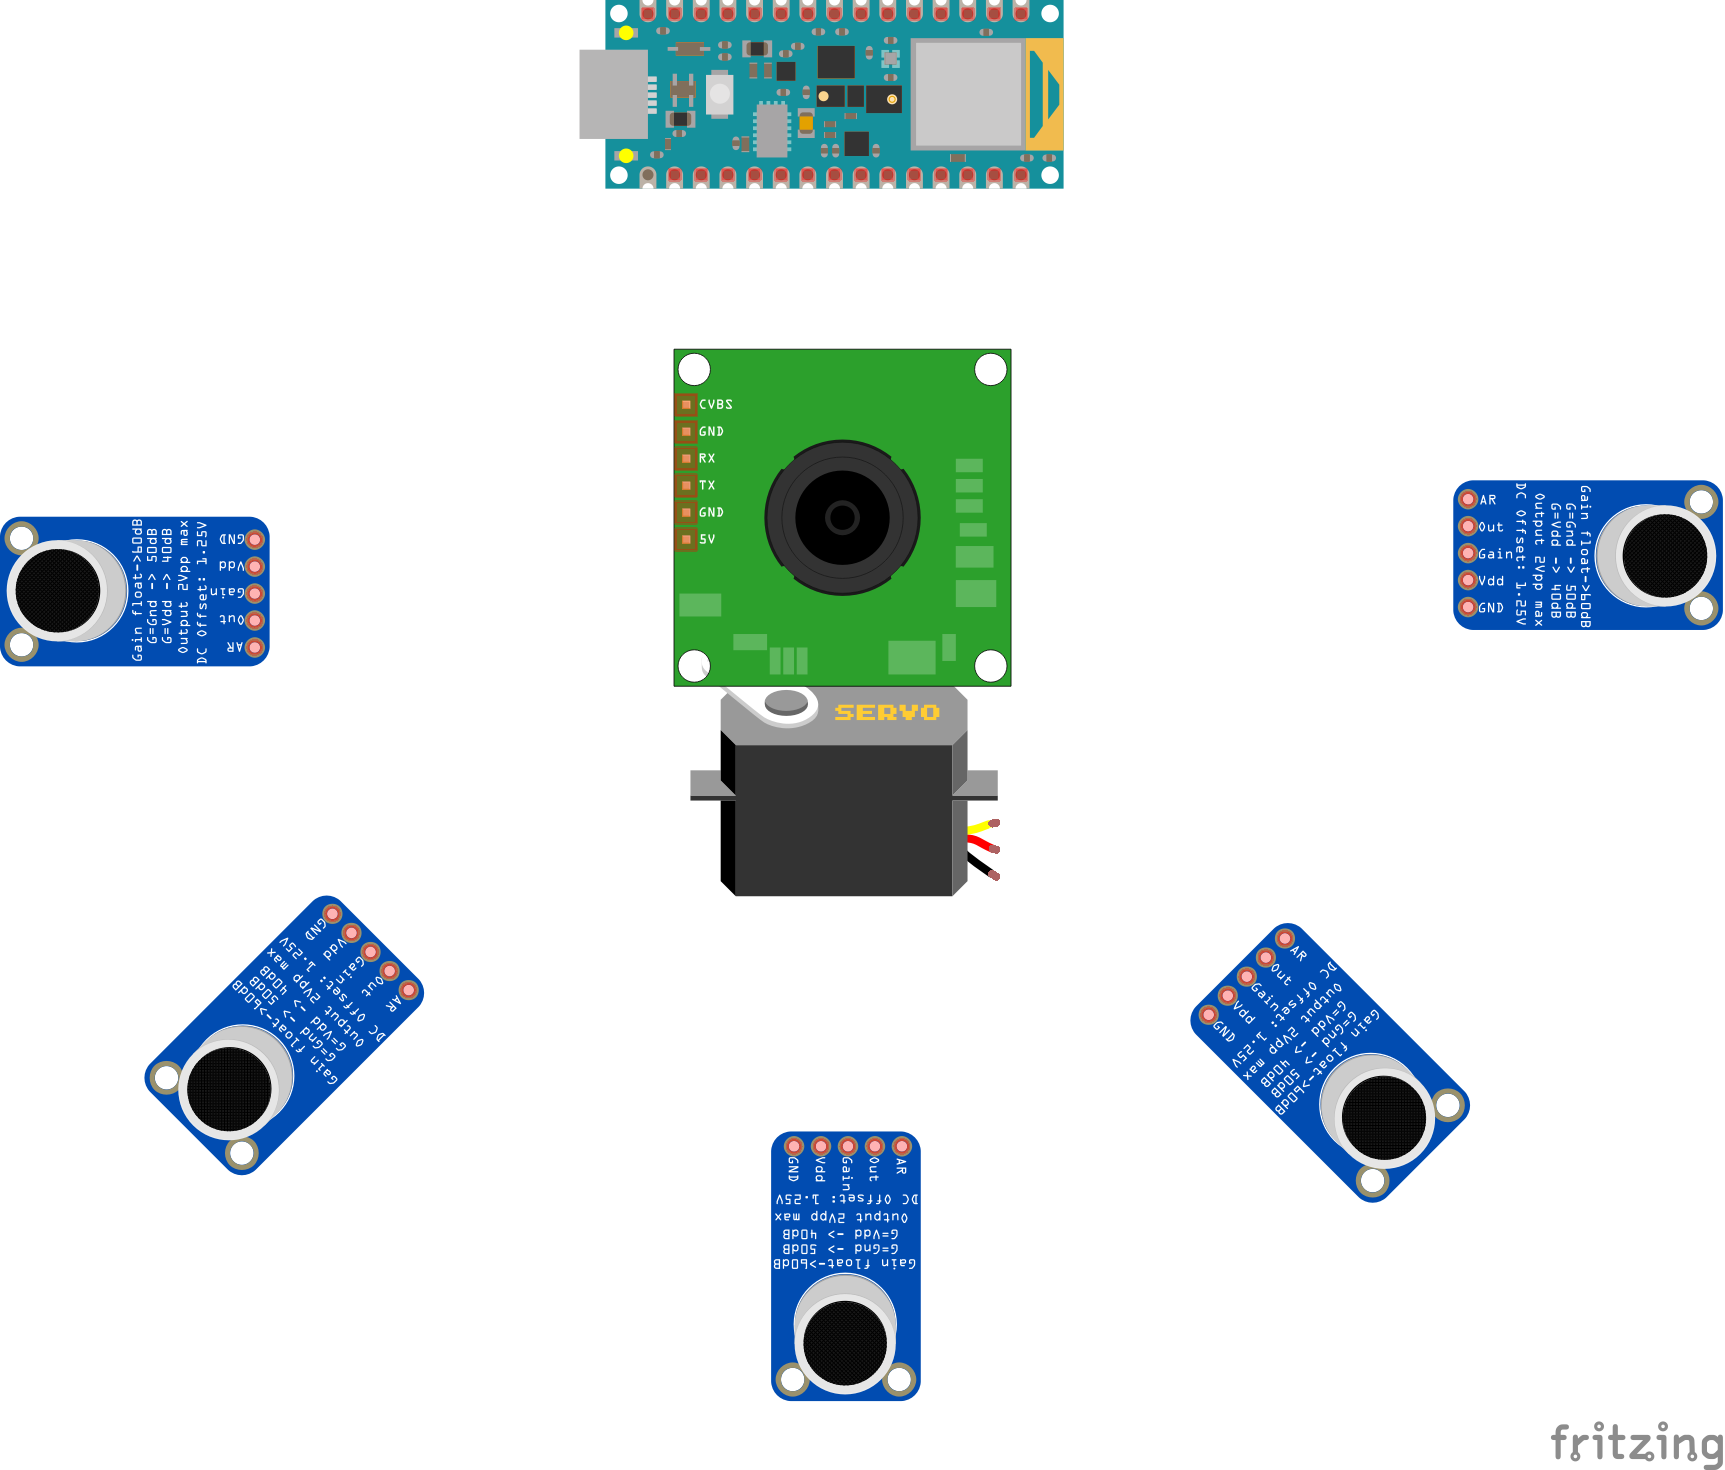 CVBS
GND
RX
TX
GND
5V
SERVO
GND
Vdd
Gain
Out
AR
DC Offset: 1.25V
Output 2Vpp max
G=Vdd -> 40dB
G=Gnd -> 50dB
Gain float->60dB
AR
Out
Gain
Vdd
GND
DC Offset: 1.25V
Output 2Vpp max
G=Vdd -> 40dB
G=Gnd -> 50dB
Gain float->60dB
GND
Vdd
Gain
Out
AR
DC Offset: 1.25V
Output 2Vpp max
G=Vdd -> 40dB
G=Gnd -> 50dB
Gain float->60dB
AR
Out
Gain
Vdd
GND
DC Offset: 1.25V
Output 2Vpp max
G=Vdd -> 40dB
G=Gnd -> 50dB
Gain float->60dB
GND
Vdd
Gain
Out
AR
DC Offset: 1.25V
Output 2Vpp max
G=Vdd -> 40dB
G=Gnd -> 50dB
Gain float->60dB
fritzing